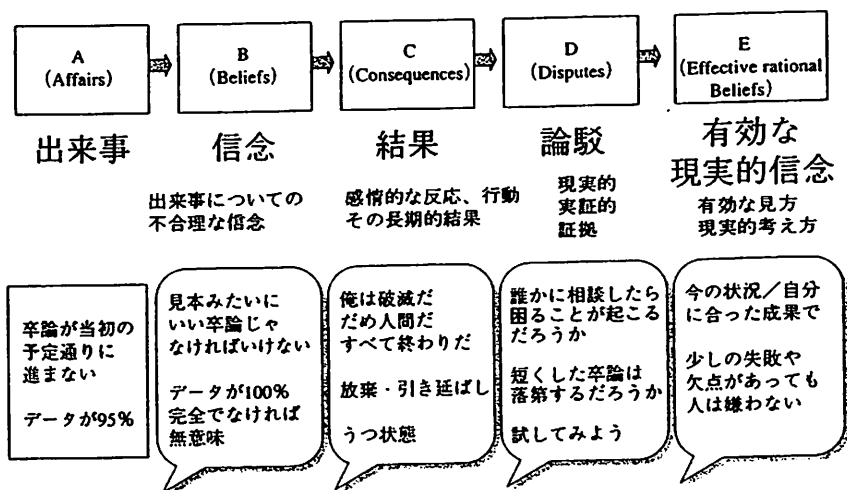 A
(Affairs)
B
(Beliefs)
C
(Consequences)
D
(Disputes)
E
(Effective rational
Beliefs)
出来事
信念
結果
論駁
有効な
現実的信念
出来事についての
不合理な信念
感情的な反応、行動
その長期的結果
現実的
実証的
証拠
有効な見方
現実的考え方
卒論が当初の
予定通りに
進まない
データが95%
見本みたいに
いい卒論じゃ
なければいけない
データが100%
完全でなければ
無意味
俺は破滅だ
だめ人間だ
すべて終わりだ
放棄・引き延ばし
うつ状態
誰かに相談したら
困ることが起こる
だろうか
短くした卒論は
落第するだろうか
試してみよう
今の状況／自分
に合った成果で
少しの失敗や
欠点があっても
人は嫌わない